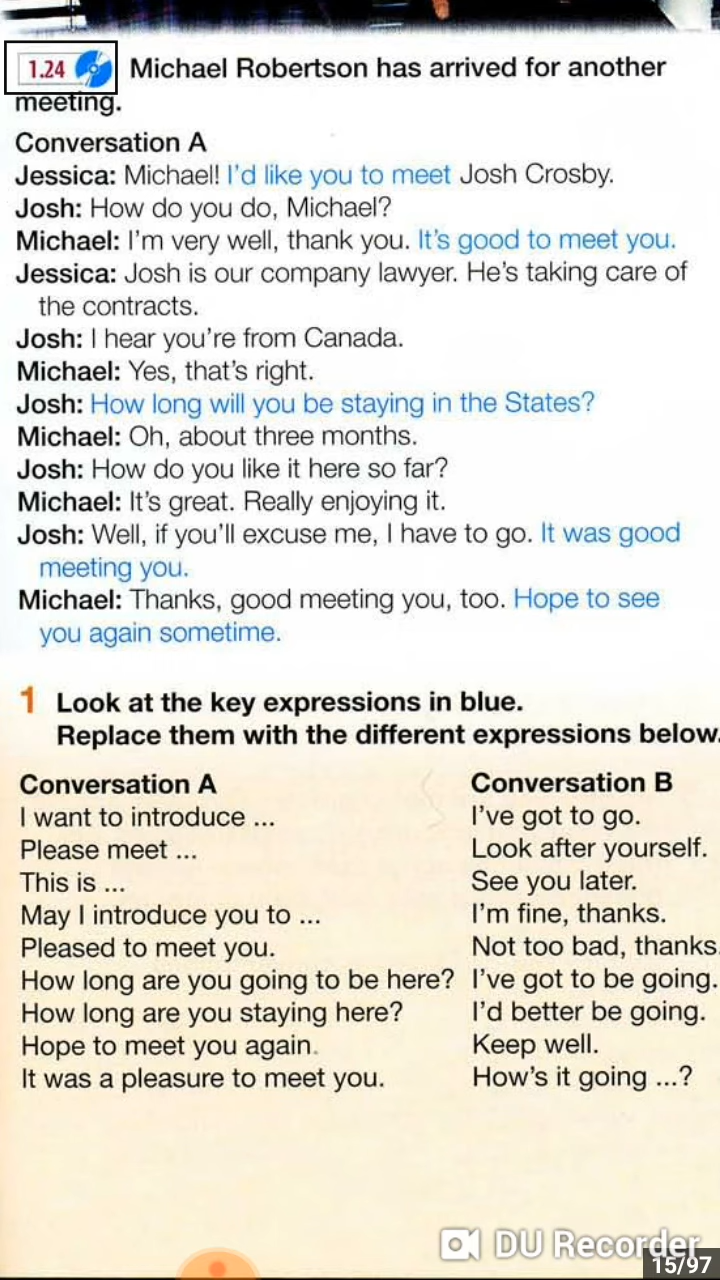 1.24 Michael Robertson has arrived for another
meeting.
Conversation A
Jessica: Michael! I'd like you to meet Josh Crosby.
Josh: How do you do, Michael?
Michael: I'm very well, thank you. It's good to meet you.
Jessica: Josh is our company lawyer. He's taking care of
the contracts.
Josh: I hear you're from Canada.
Michael: Yes, that's right.
Josh: How long will you be staying in the States?
Michael: Oh, about three months.
Josh: How do you like it here so far?
Michael: It's great. Really enjoying it.
Josh: Well, if you'll excuse me, I have to go. It was good
meeting you.
Michael: Thanks, good meeting you, too. Hope to see
you again sometime.
1 Look at the key expressions in blue.
Replace them with the different expressions below.
Conversation A
I want to introduce ...
Please meet ...
This is ...
May I introduce you to ...
Pleased to meet you.
How long are you going to be here?
How long are you staying here?
Hope to meet you again.
It was a pleasure to meet you.
Conversation B
I've got to go.
Look after yourself.
See you later.
I'm fine, thanks.
Not too bad, thanks.
I've got to be going.
I'd better be going.
Keep well.
How's it going ...?
DU Recorder
15/97